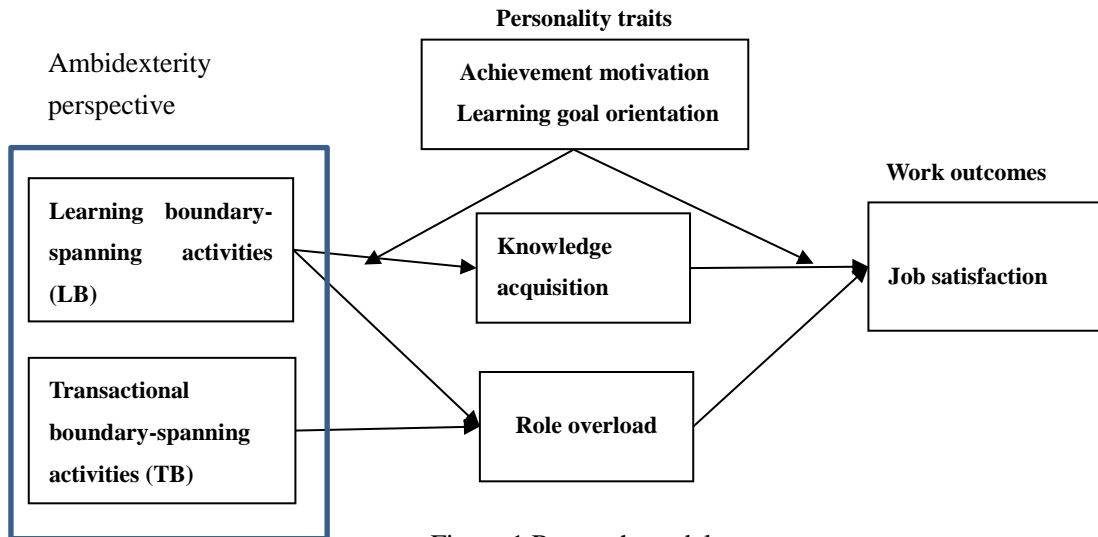 Personality traits
Ambidexterity
perspective
Achievement motivation
Learning goal orientation
Work outcomes
Learning boundary-
spanning activities
(LB)
Knowledge
acquisition
Job satisfaction
Transactional
boundary-spanning
activities (TB)
Role overload